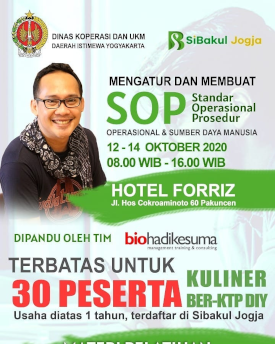 DINAS KOPERASI DAN UKM
DAERAH ISTIMEWA YOGYAKARTA
SiBakul Jogja
MENGATUR DAN MEMBUAT
SOP Standar Operasional Prosedur
OPERASIONAL & SUMBER DAYA MANUSIA
12 - 14 OKTOBER 2020
08.00 WIB - 16.00 WIB
HOTEL FORRIZ
Jl. Hos Cokroaminoto 60 Pakuncen
DIPANDU OLEH TIM biohadikesuma
management training & consulting
TERBATAS UNTUK
30 PESERTA KULINER
BER-KTP DIY
Usaha diatas 1 tahun, terdaftar di Sibakul Jogja